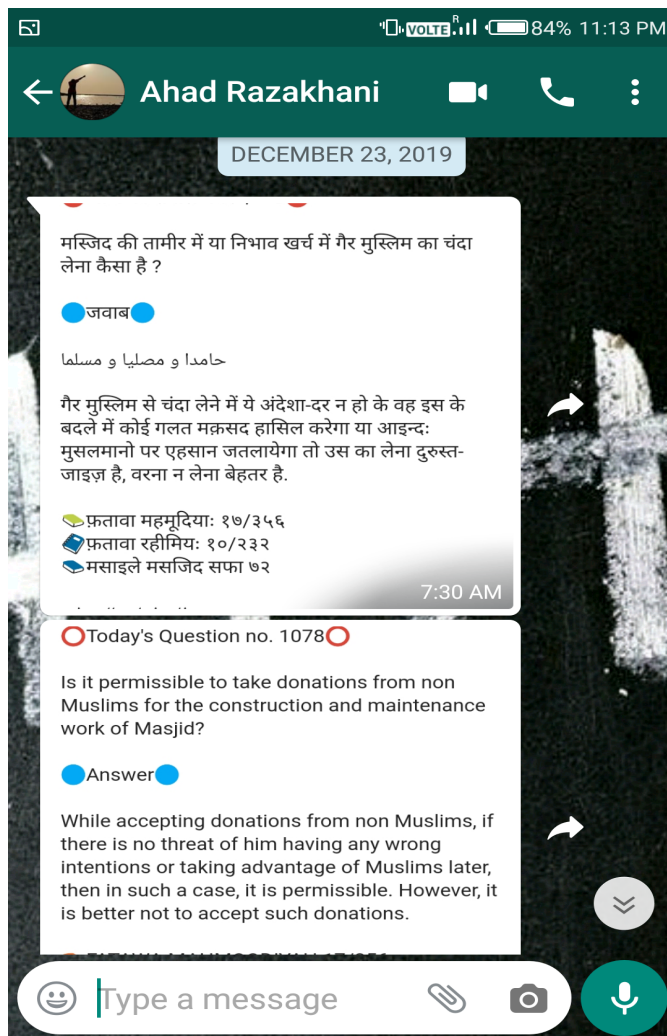 VOLTE R 84% 11:13 PM
Ahad Razakhani
DECEMBER 23, 2019
मस्जिद की तामीर में या निभाव खर्च में गैर मुस्लिम का चंदा
लेना कैसा है ?
जवाब
حامدا و مصليا و مسلما
गैर मुस्लिम से चंदा लेने में ये अंदेशा-दर न हो के वह इस के
बदले में कोई गलत मक़सद हासिल करेगा या आइन्दः
मुसलमानो पर एहसान जतलायेगा तो उस का लेना दुरुस्त-
जाइज़ है, वरना न लेना बेहतर है.
फ़तावा महमूदियाः १७/३५६
फ़तावा रहीमियः १०/२३२
मसाइले मसजिद सफा ७२
7:30 AM
Today's Question no. 1078
Is it permissible to take donations from non
Muslims for the construction and maintenance
work of Masjid?
Answer
While accepting donations from non Muslims, if
there is no threat of him having any wrong
intentions or taking advantage of Muslims later,
then in such a case, it is permissible. However, it
is better not to accept such donations.
Type a message